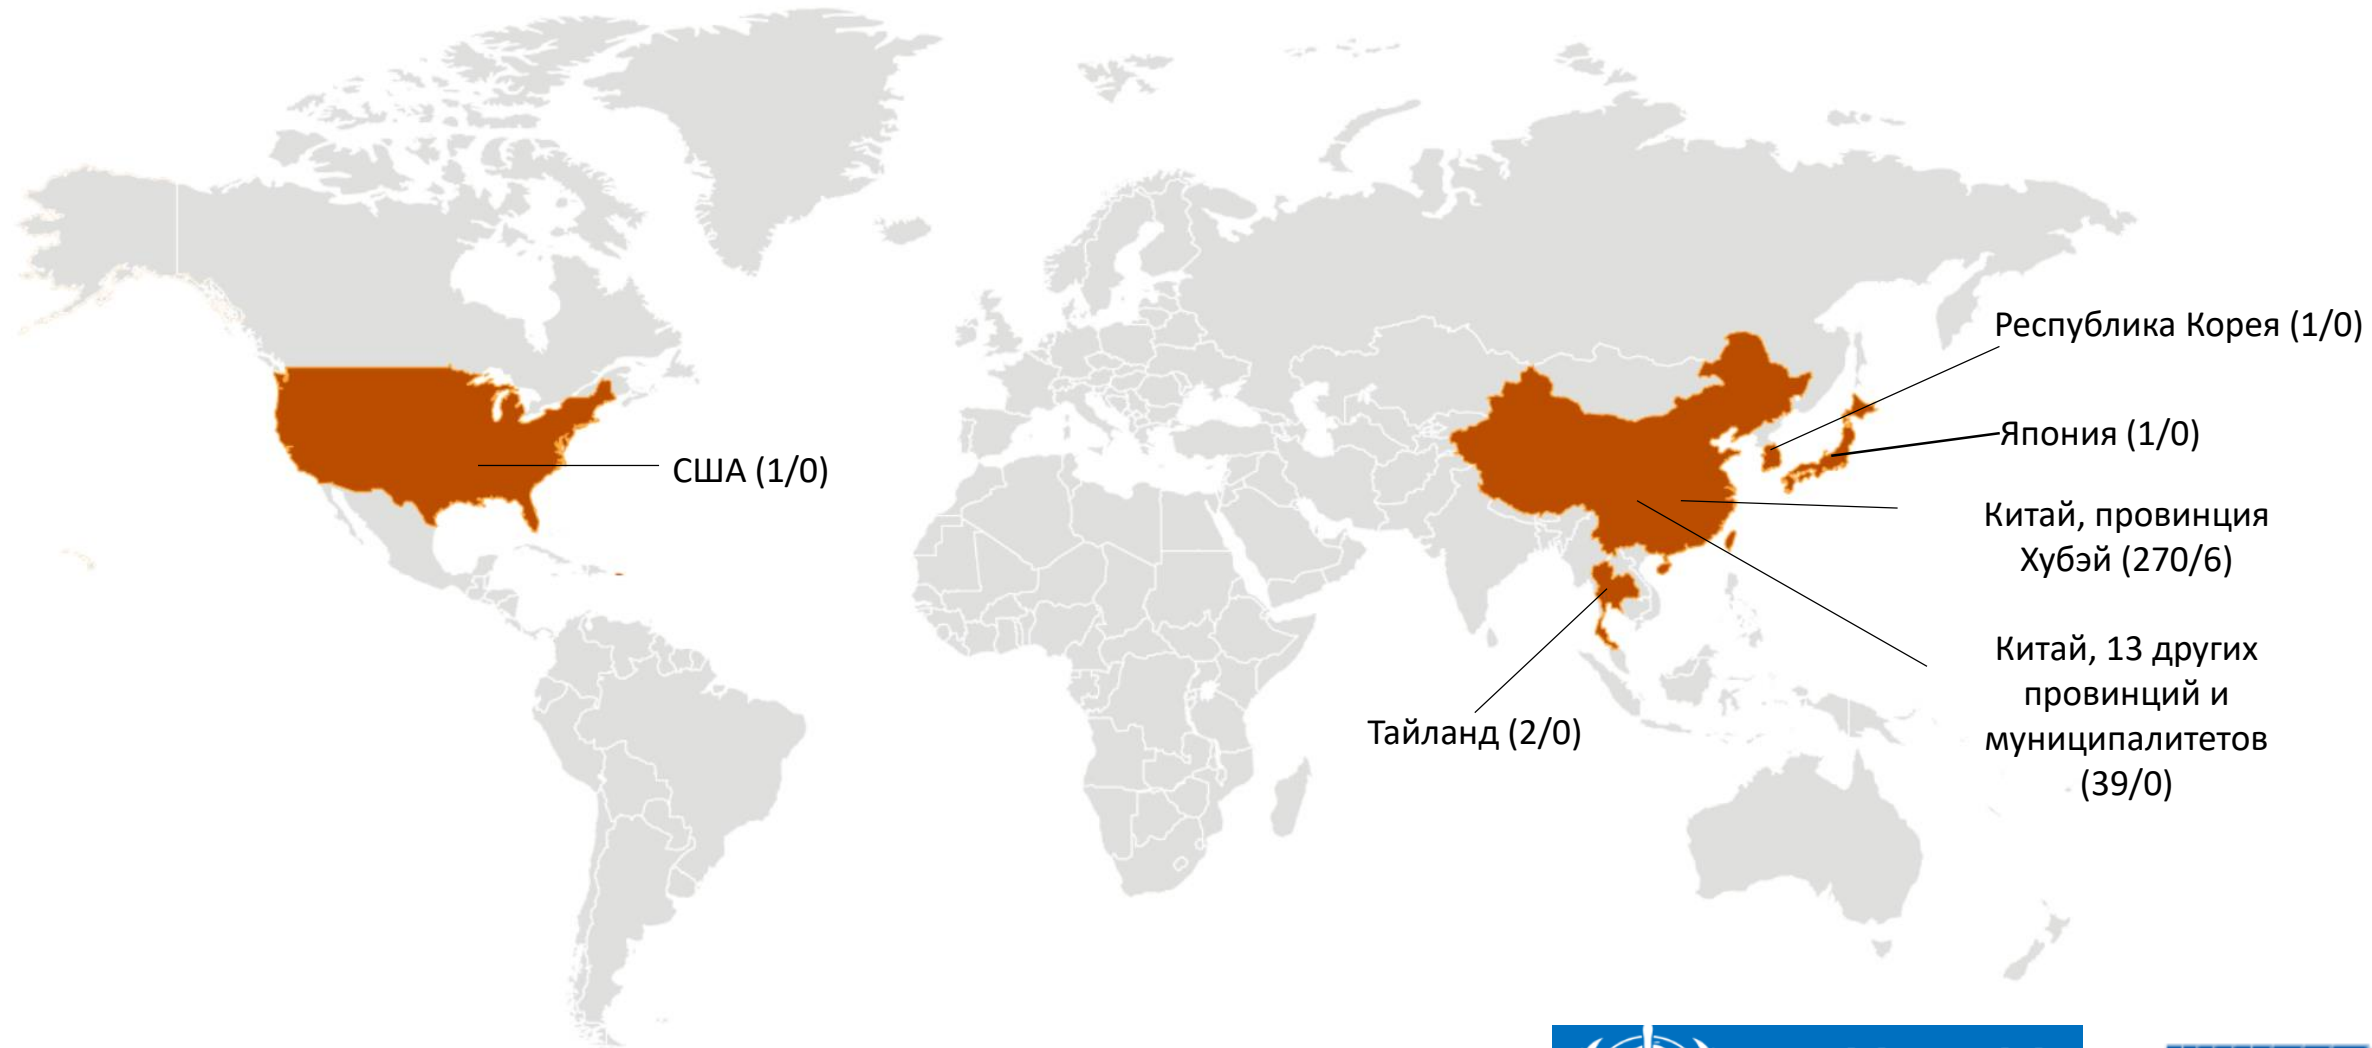 Республика Корея (1/0)
Япония (1/0)
США (1/0)
Китай, провинция
Хубэй (270/6)
Китай, 13 других
провинций и
муниципалитетов
(39/0)
Тайланд (2/0)